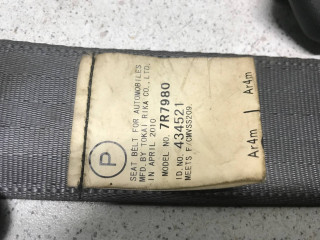 P
SEAT BELT FOR AUTOMOBILES
MFD. BY TOKAI RIKA CO., LTD.
IN APRIL 2010
MODEL NO. 7R7980
ID. NO. 434521
MEETS F/CMVSS209.
Ar4m | Ar4m